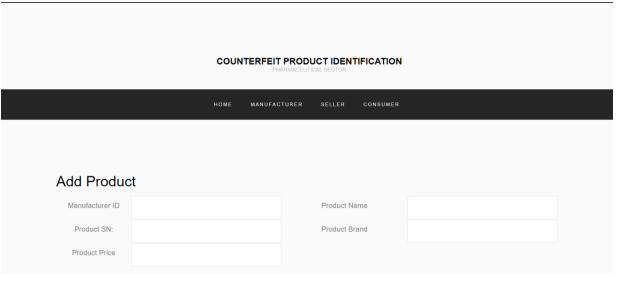 COUNTERFEIT PRODUCT IDENTIFICATION
PHARMACEUTICAL SECTOR
HOME MANUFACTURER SELLER CONSUMER
Add Product
Manufacturer ID Product Name
Product SN: Product Brand
Product Price